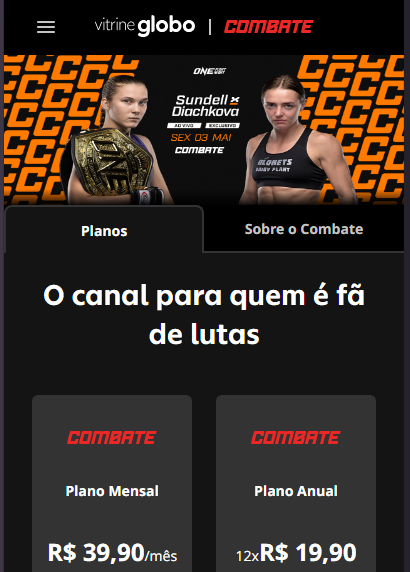 vitrine globo | COMBATE
ONE FIGHT NIGHT
Sundell x
Diachkova
AO VIVO E EXCLUSIVO
SEX 03 MAI
COMBATE
Planos
Sobre o Combate
O canal para quem é fã
de lutas
COMBATE
Plano Mensal
R$ 39,90/mês
COMBATE
Plano Anual
12xR$ 19,90